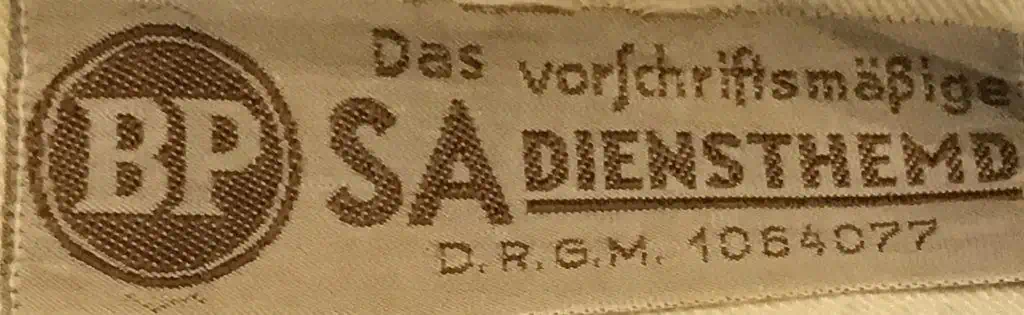 BP
Das vorſchriftsmäßige
SA DIENSTHEMD
D.R.G.M. 1064077